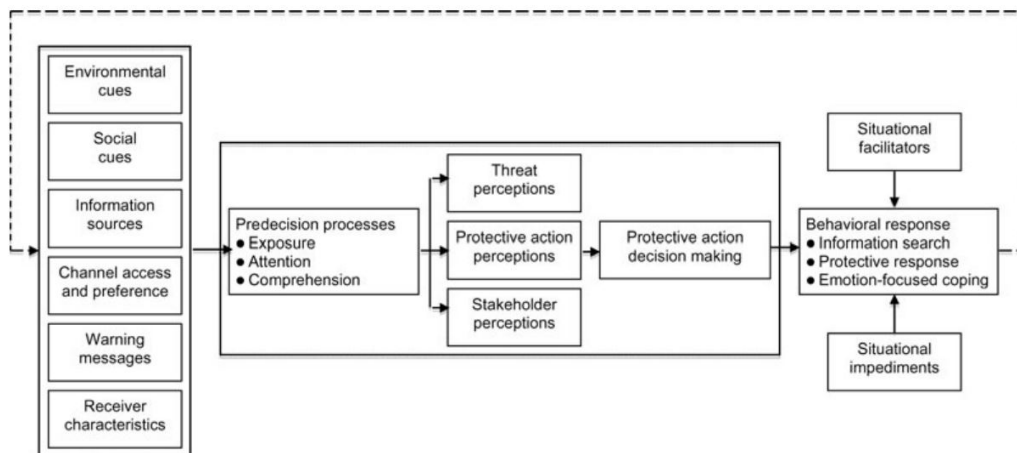 Environmental
cues
Social
cues
Information
sources
Channel access
and preference
Warning
messages
Receiver
characteristics
Predecision processes
● Exposure
● Attention
● Comprehension
Threat
perceptions
Protective action
perceptions
Stakeholder
perceptions
Protective action
decision making
Situational
facilitators
Behavioral response
● Information search
● Protective response
● Emotion-focused coping
Situational
impediments